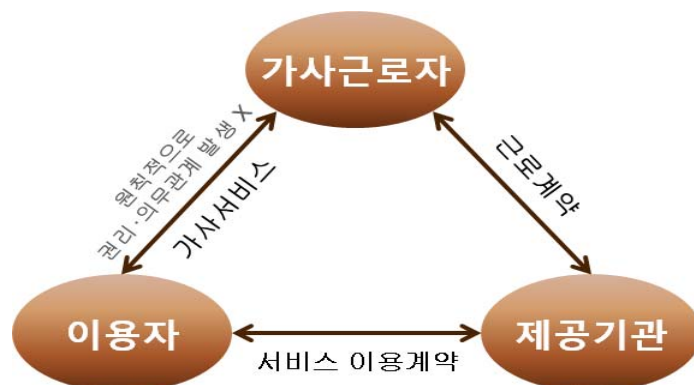 가사근로자
원칙적으로
권리·의무관계 발생 X
가사서비스
근로계약
이용자
제공기관
서비스 이용계약